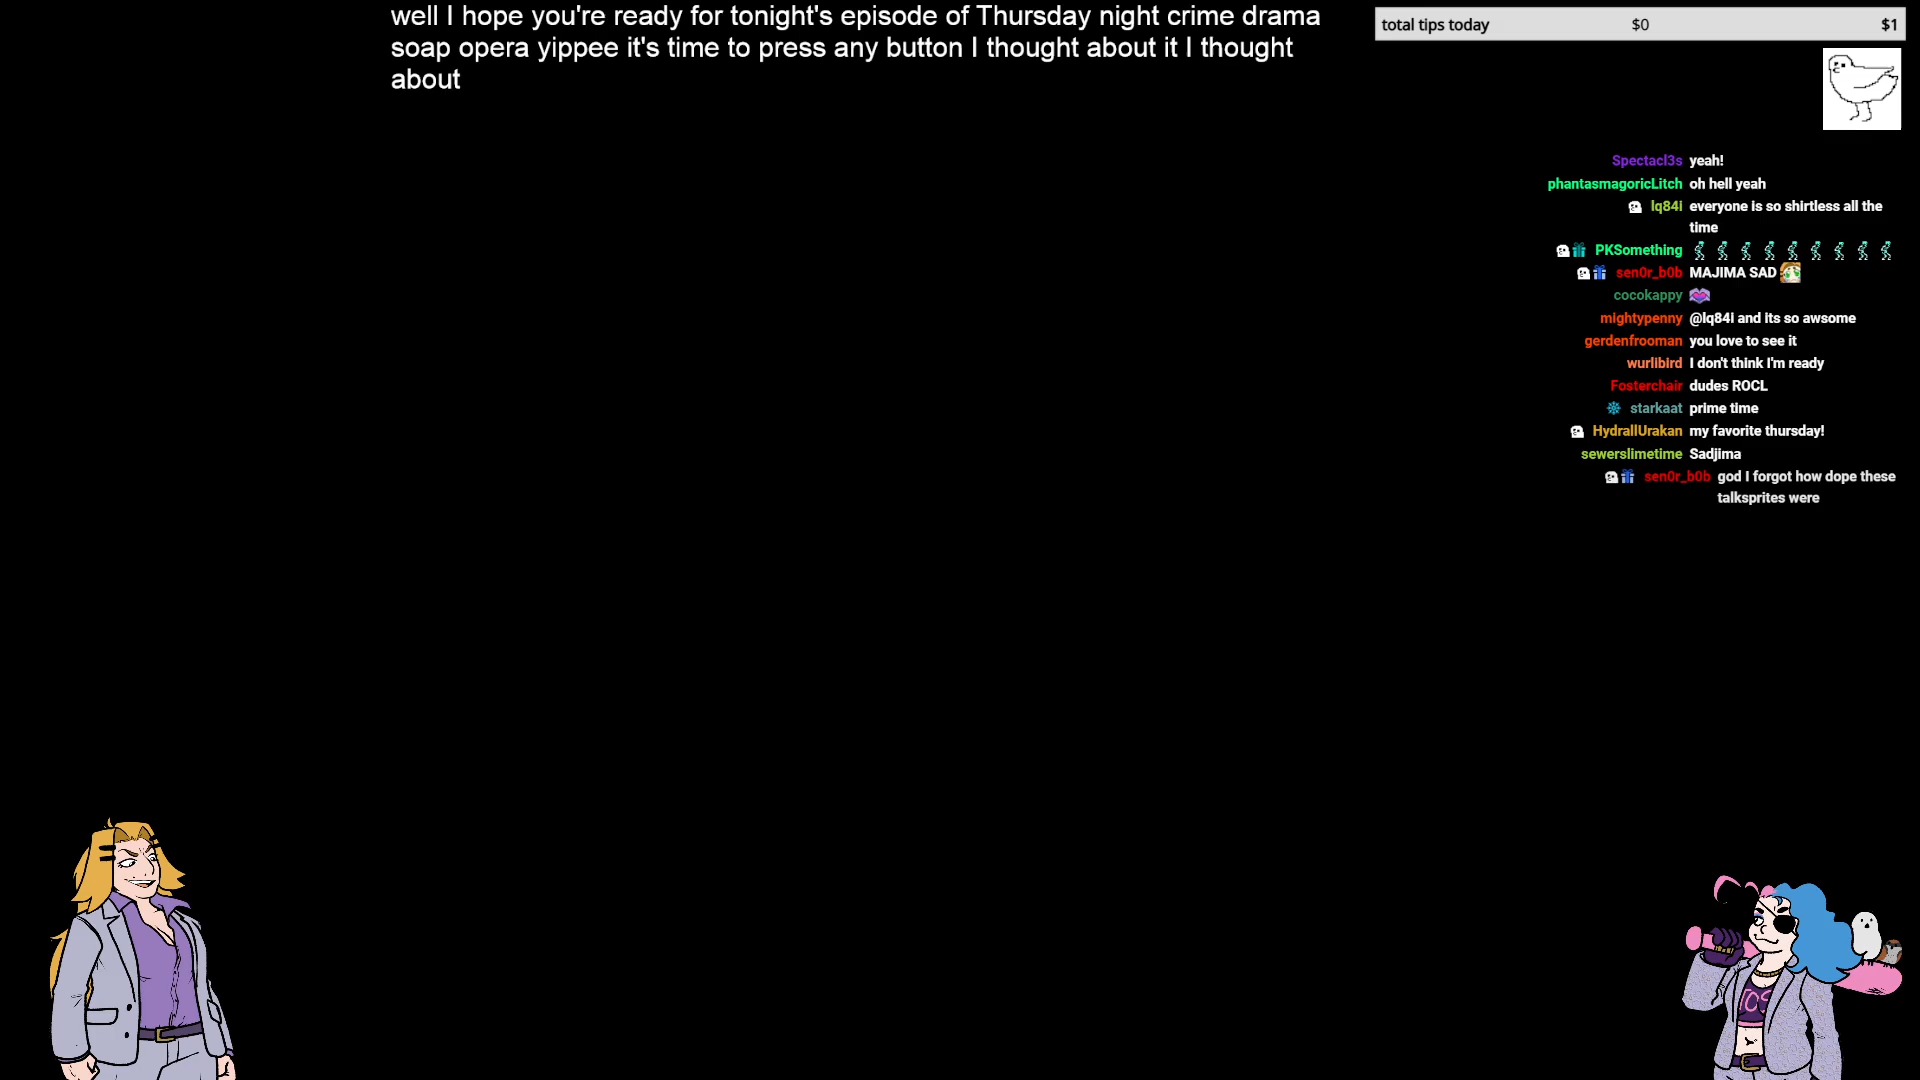 well I hope you're ready for tonight's episode of Thursday night crime drama
soap opera yippee it's time to press any button I thought about it I thought
about
total tips today $0 $1
Spectacl3s yeah!
phantasmagoricLitch oh hell yeah
lq84i everyone is so shirtless all the
time
PKSomething
sen0r_b0b MAJIMA SAD
cocokappy
mightypenny @lq84i and its so awsome
gerdenfrooman you love to see it
wurlibird I don't think I'm ready
Fosterchair dudes ROCL
starkaat prime time
HydrallUrakan my favorite thursday!
sewerslimetime Sadjima
sen0r_b0b god I forgot how dope these
talksprites were